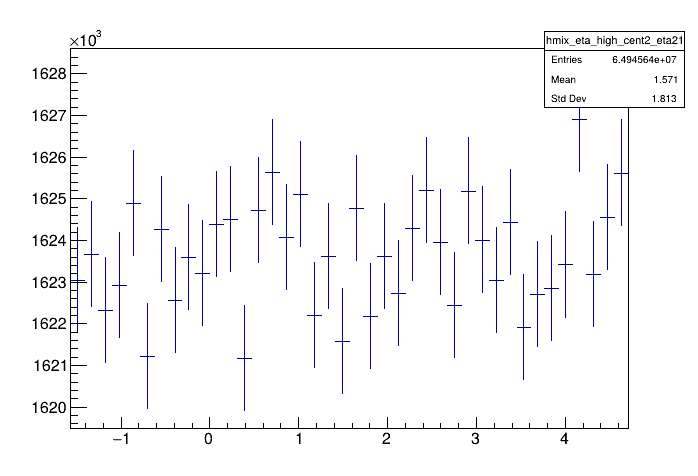 ×10³
hmix_eta_high_cent2_eta21
Entries 6.494564e+07
Mean 1.571
Std Dev 1.813
1628
1627
1626
1625
1624
1623
1622
1621
1620
−1 0 1 2 3 4